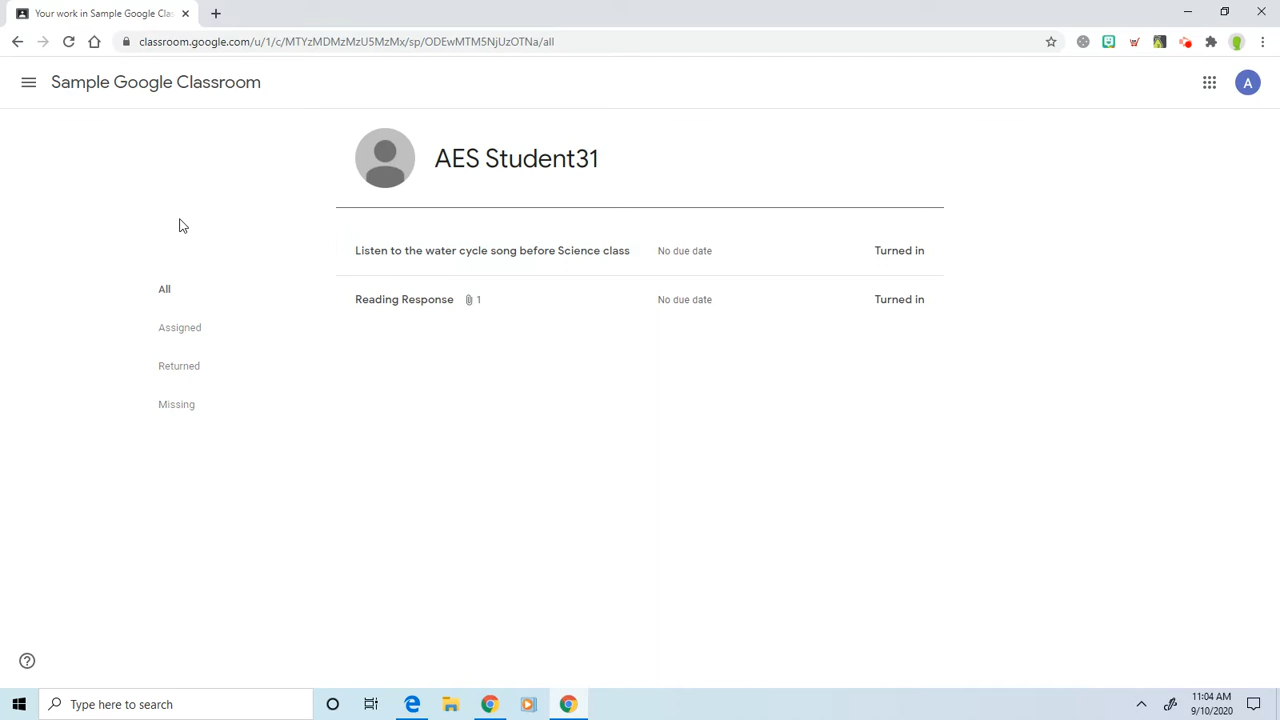 Your work in Sample Google Cla
classroom.google.com/u/1/c/MTYzMDMzMzU5MzMx/sp/ODEwMTM5NjUzOTNa/all
Sample Google Classroom
A
AES Student31
Listen to the water cycle song before Science class No due date Turned in
Reading Response 1 No due date Turned in
All
Assigned
Returned
Missing
Type here to search
11:04 AM
9/10/2020